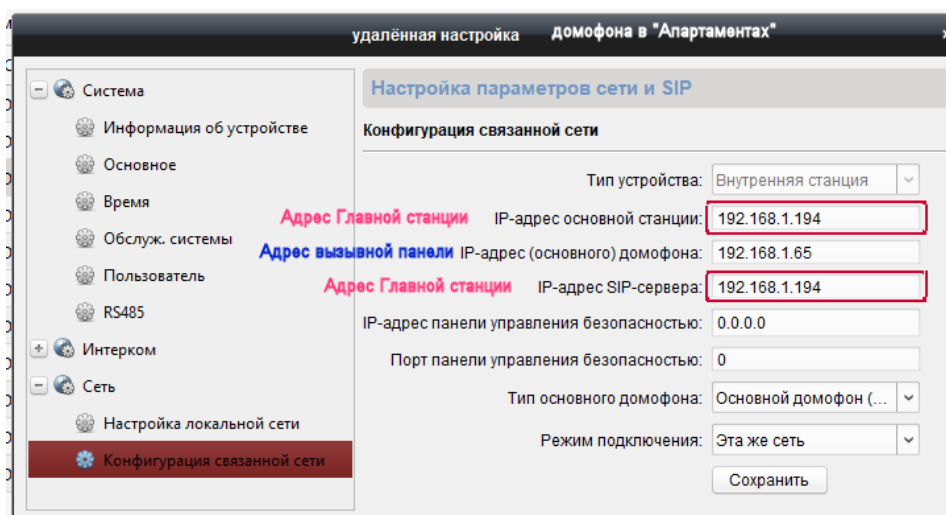 удалённая настройка домофона в "Апартаментах"
Система
Информация об устройстве
Основное
Время
Обслуж. системы
Пользователь
RS485
Интерком
Сеть
Настройка локальной сети
Конфигурация связанной сети
Настройка параметров сети и SIP
Конфигурация связанной сети
Тип устройства: Внутренняя станция
Адрес Главной станции IP-адрес основной станции: 192.168.1.194
Адрес вызывной панели IP-адрес (основного) домофона: 192.168.1.65
Адрес Главной станции IP-адрес SIP-сервера: 192.168.1.194
IP-адрес панели управления безопасностью: 0.0.0.0
Порт панели управления безопасностью: 0
Тип основного домофона: Основной домофон (...
Режим подключения: Эта же сеть
Сохранить